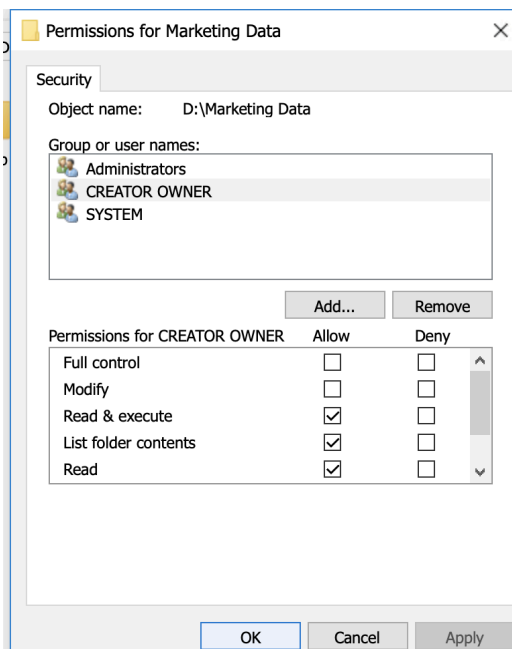 Permissions for Marketing Data
Security
Object name: D:\Marketing Data
Group or user names:
Administrators
CREATOR OWNER
SYSTEM
Add... Remove
Permissions for CREATOR OWNER Allow Deny
Full control
Modify
Read & execute
List folder contents
Read
OK Cancel Apply